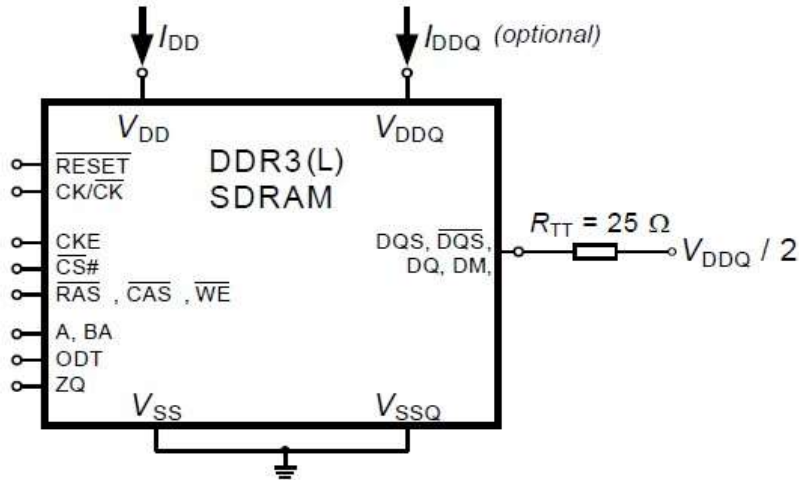 IDD
IDDQ (optional)
VDD
VDDQ
RESET
CK/CK
DDR3(L)
SDRAM
CKE
CS#
RAS , CAS , WE
DQS, DQS,
DQ, DM,
RTT = 25 Ω
VDDQ / 2
A, BA
ODT
ZQ
VSS
VSSQ